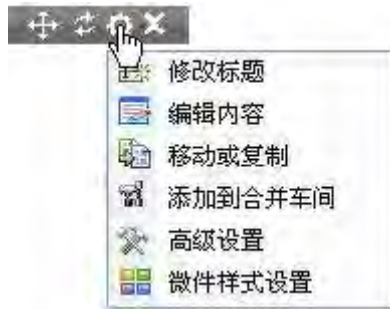 修改标题
编辑内容
移动或复制
添加到合并车间
高级设置
微件样式设置